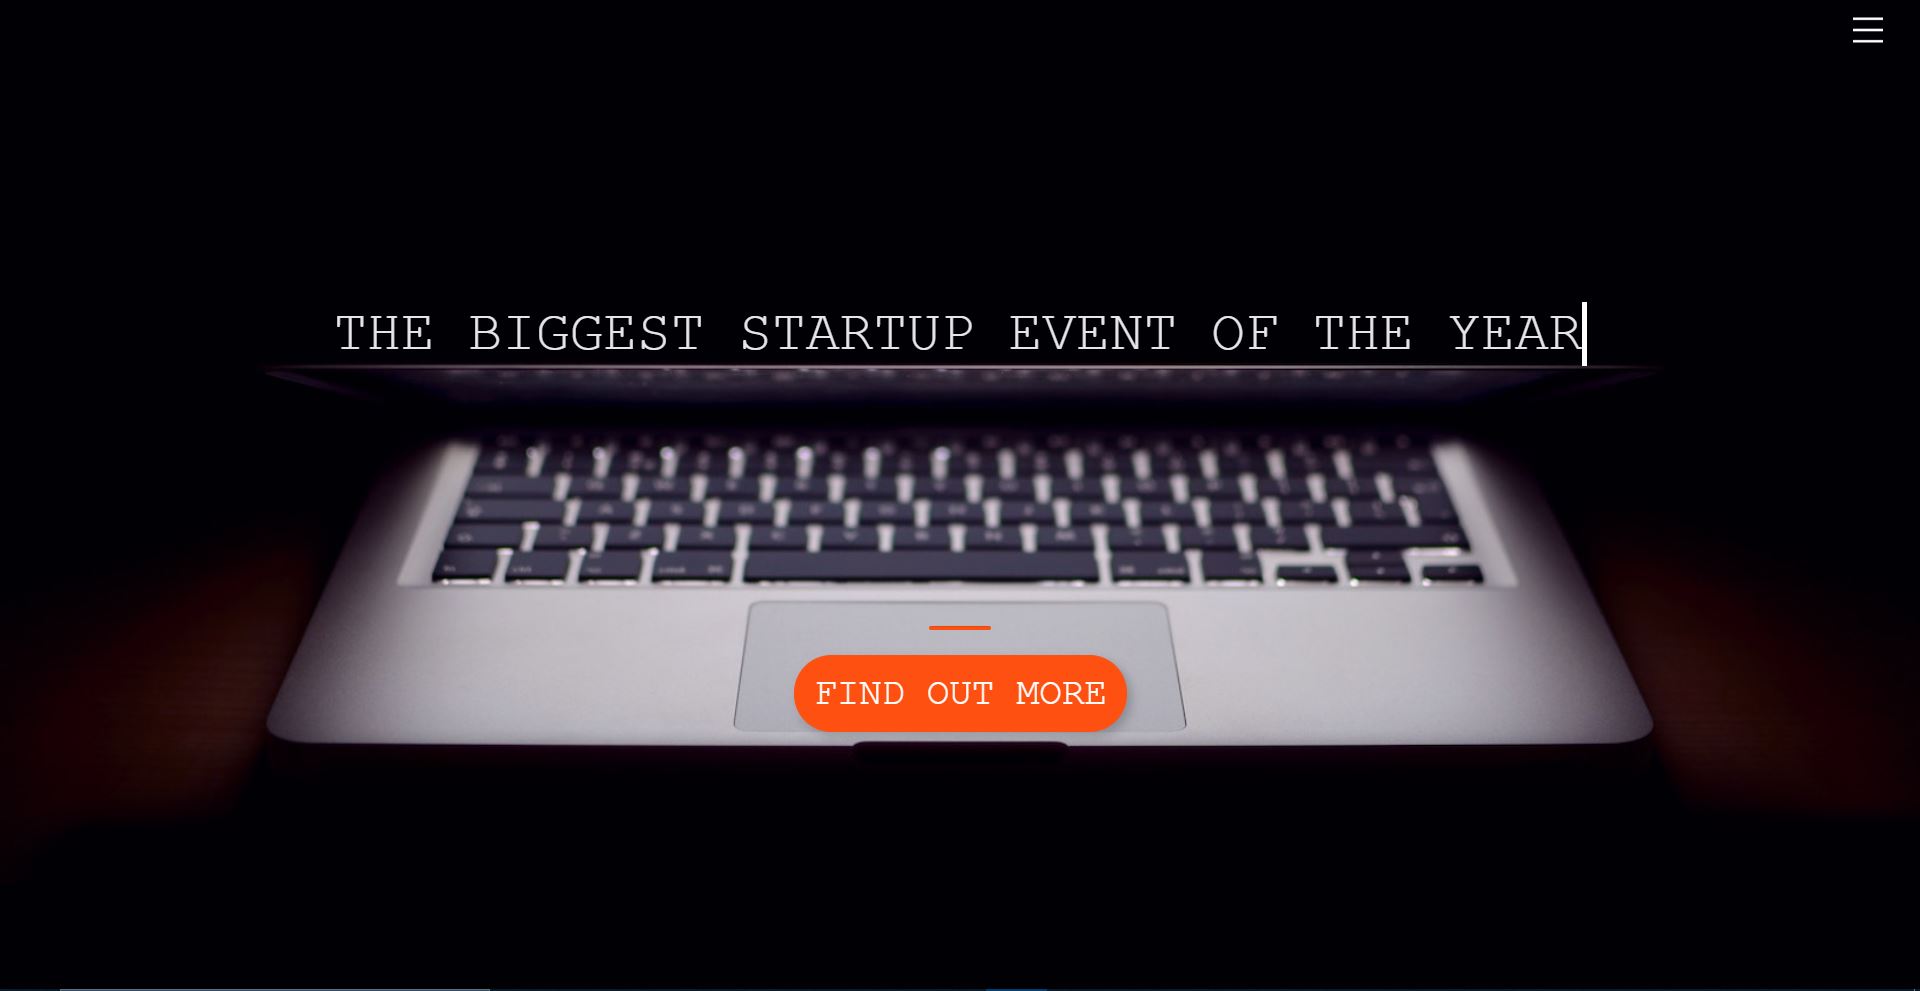 THE BIGGEST STARTUP EVENT OF THE YEAR
FIND OUT MORE